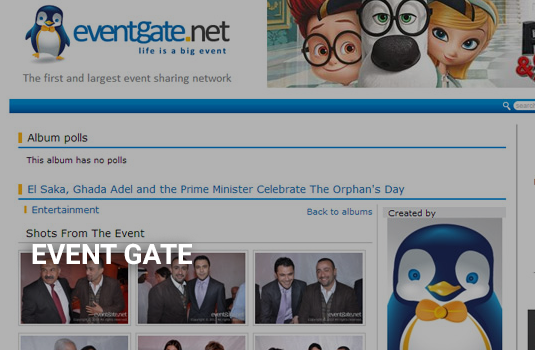 eventgate.net
life is a big event
The first and largest event sharing network
search
Album polls
This album has no polls
El Saka, Ghada Adel and the Prime Minister Celebrate The Orphan's Day
Entertainment
Back to albums
Created by
Shots From The Event
EVENT GATE
eventgate.net
eventgate.net
eventgate.net